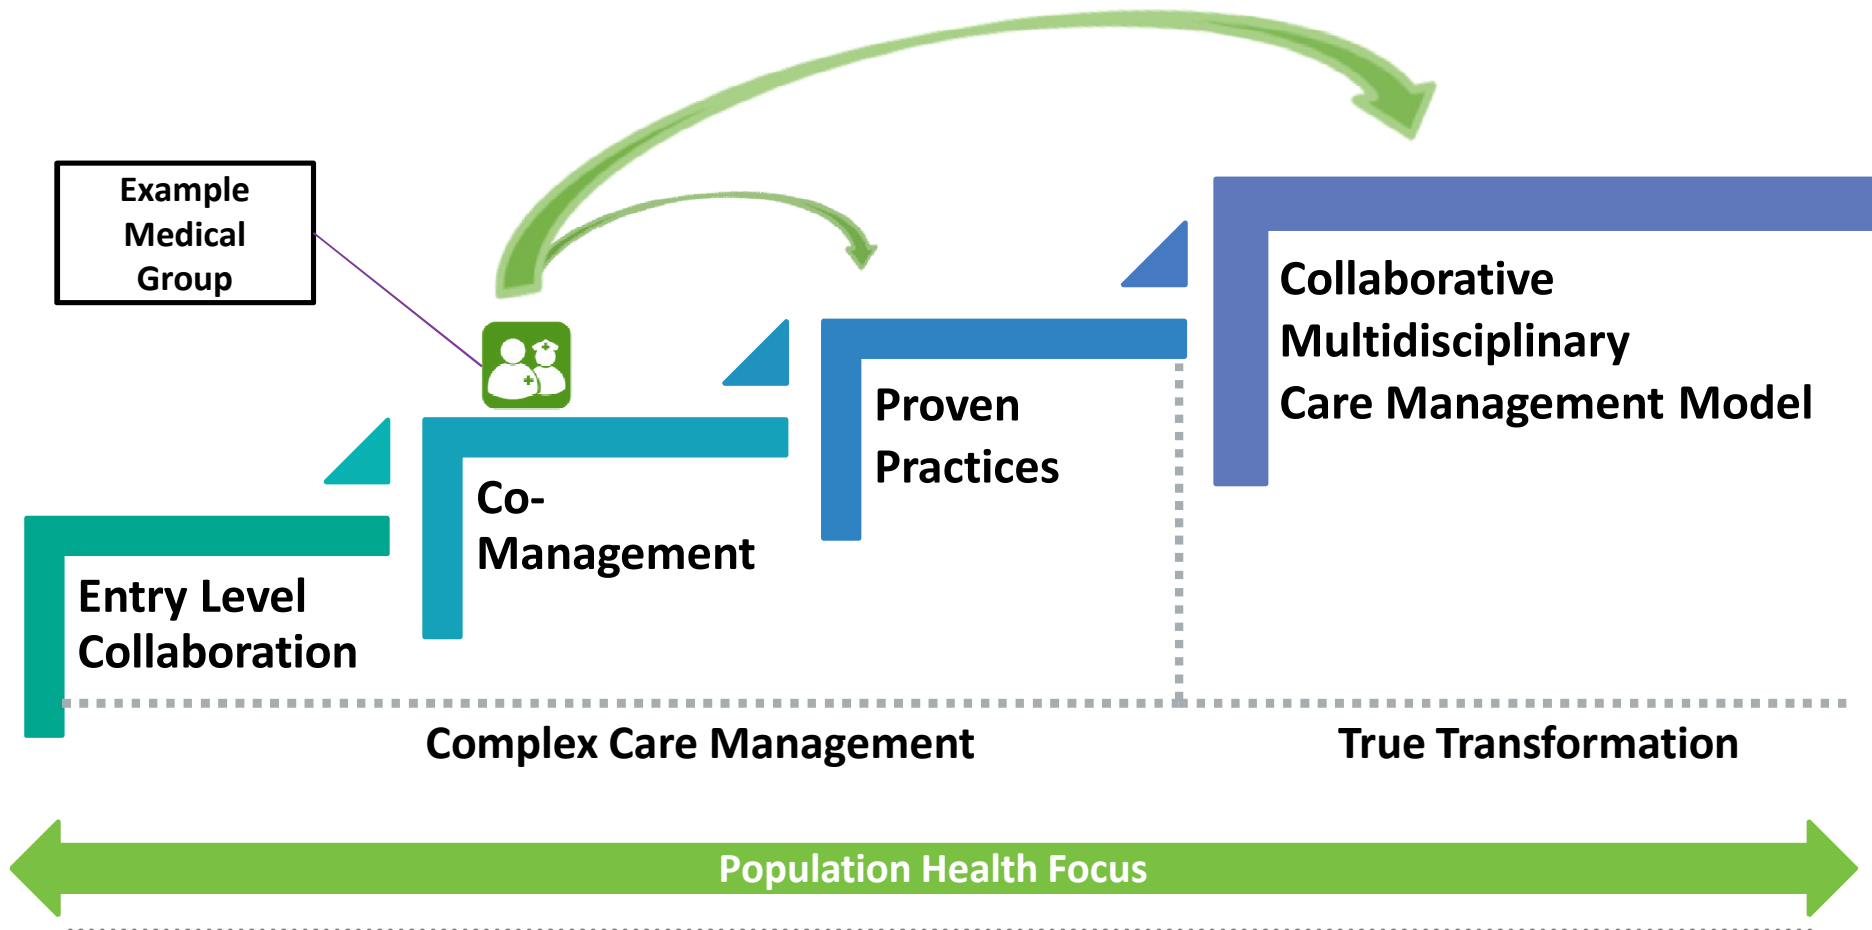 Example
Medical
Group
Collaborative
Multidisciplinary
Care Management Model
Proven
Practices
Co-
Management
Entry Level
Collaboration
Complex Care Management
True Transformation
Population Health Focus